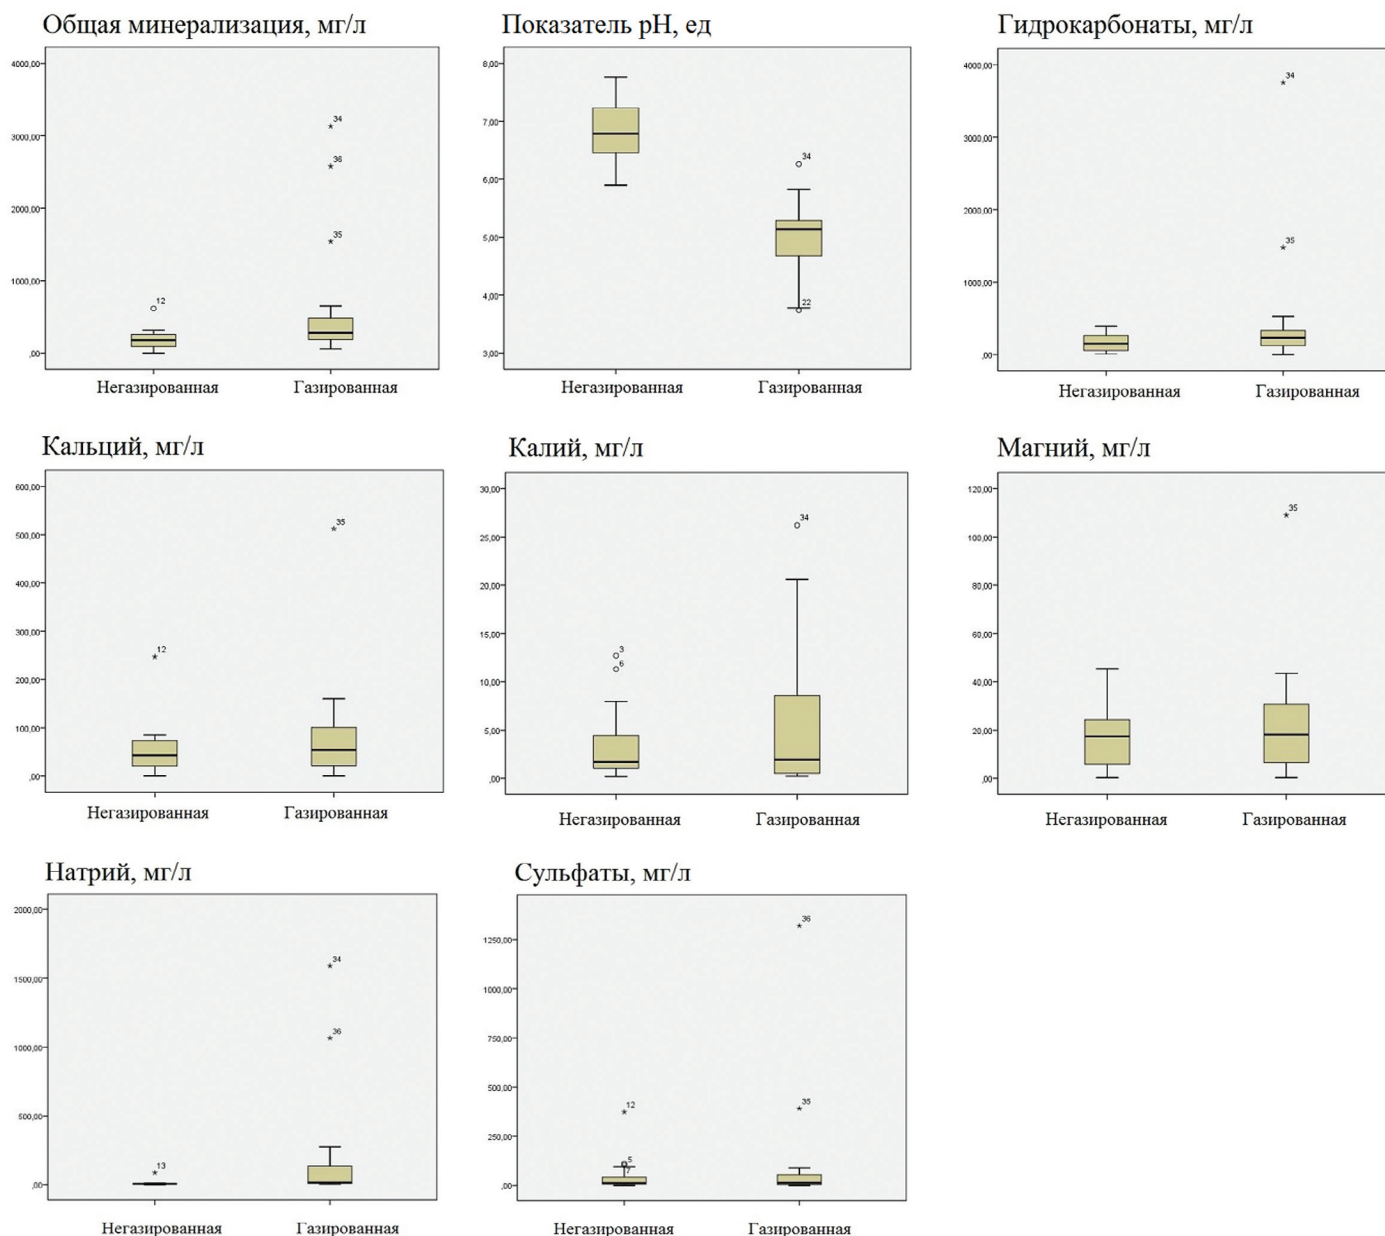 Общая минерализация, мг/л
4000,00
3000,00
2000,00
1000,00
,00
34
36
35
12
Негазированная
Газированная
Показатель pH, ед
8,00
7,00
6,00
5,00
4,00
3,00
34
22
Негазированная
Газированная
Гидрокарбонаты, мг/л
4000,00
3000,00
2000,00
1000,00
,00
34
35
Негазированная
Газированная
Кальций, мг/л
600,00
500,00
400,00
300,00
200,00
100,00
,00
35
12
Негазированная
Газированная
Калий, мг/л
30,00
25,00
20,00
15,00
10,00
5,00
,00
34
3
6
Негазированная
Газированная
Магний, мг/л
120,00
100,00
80,00
60,00
40,00
20,00
,00
35
Негазированная
Газированная
Натрий, мг/л
2000,00
1500,00
1000,00
500,00
,00
34
36
13
Негазированная
Газированная
Сульфаты, мг/л
1250,00
1000,00
750,00
500,00
250,00
,00
36
12
35
5
7
Негазированная
Газированная